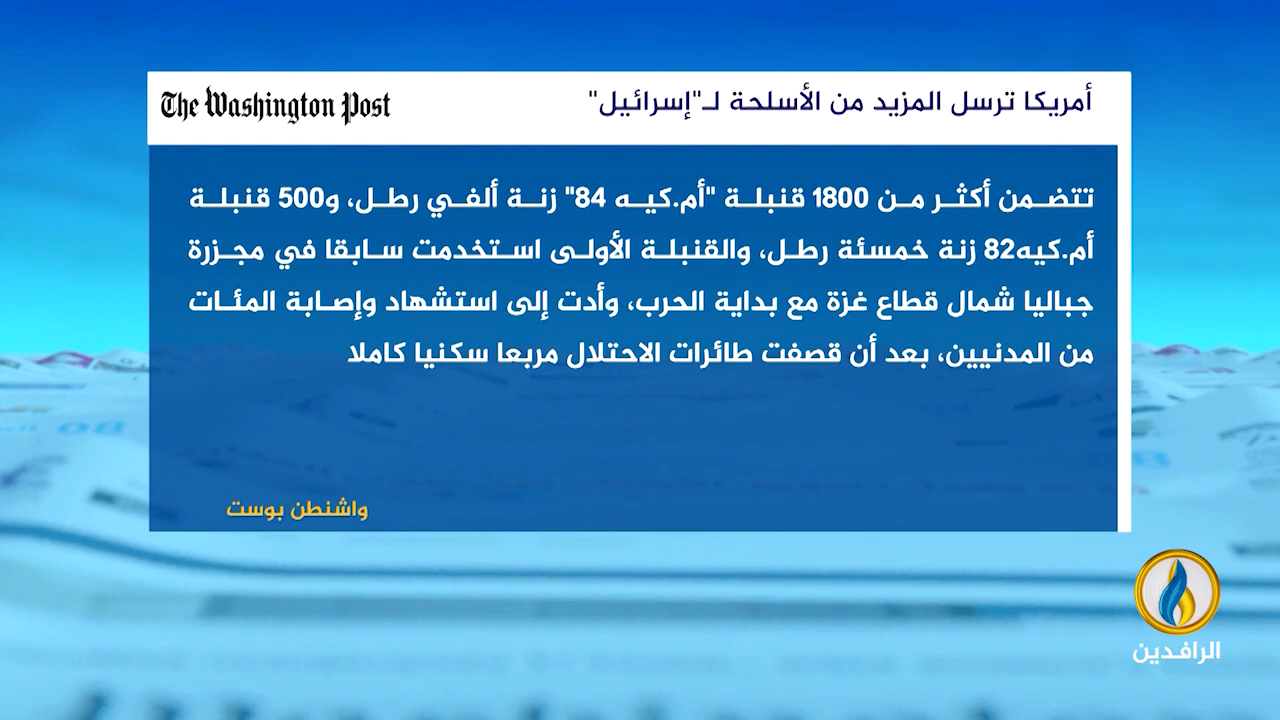 The Washington Post
أمريكا ترسل المزيد من الأسلحة لـ"إسرائيل"
تتضمن أكثر من 1800 قنبلة "أم.كيه 84" زنة ألفي رطل، و500 قنبلة
أم.كيه82 زنة خمسئة رطل، والقنبلة الأولى استخدمت سابقا في مجزرة
جباليا شمال قطاع غزة مع بداية الحرب، وأدت إلى استشهاد وإصابة المئات
من المدنيين، بعد أن قصفت طائرات الاحتلال مربعا سكنيا كاملا
واشنطن بوست
الرافدين